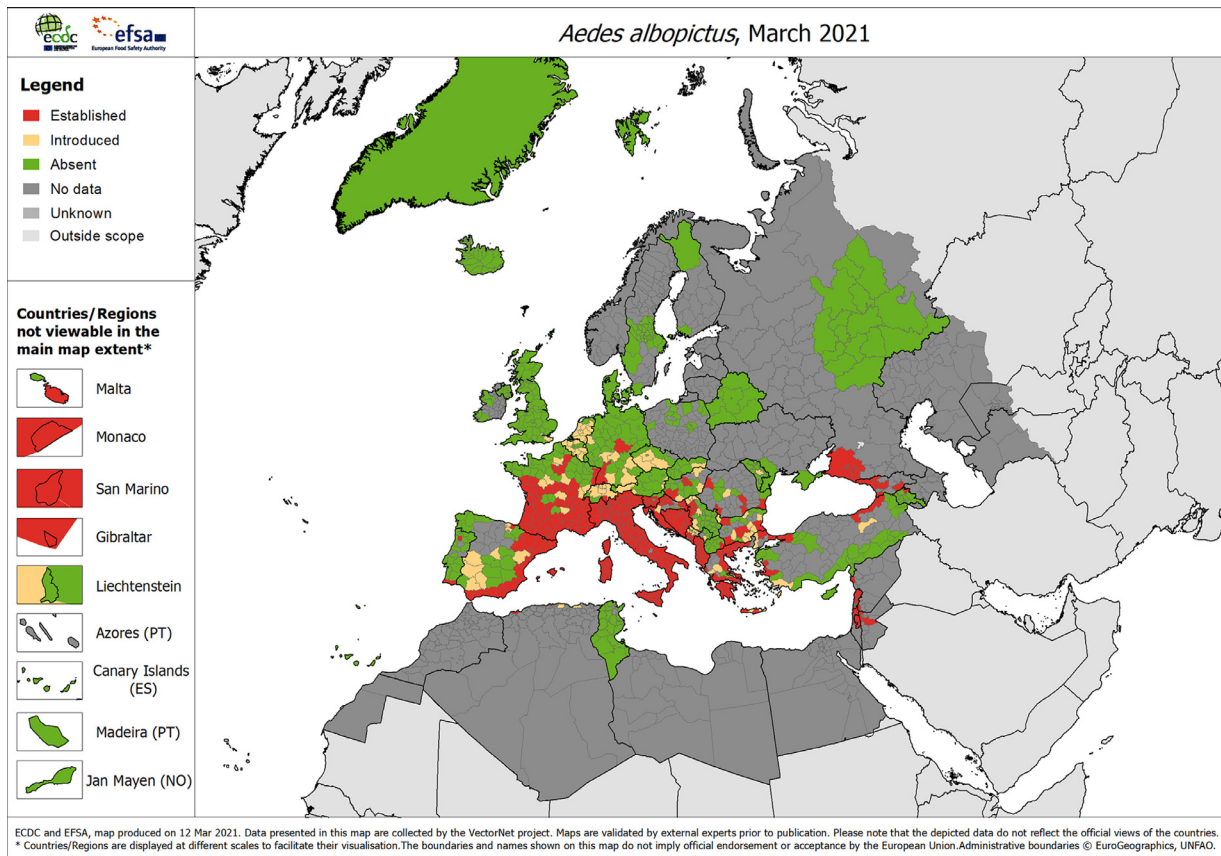 ecdc
efsa
European Food Safety Authority
Aedes albopictus, March 2021
Legend
Established
Introduced
Absent
No data
Unknown
Outside scope
Countries/Regions
not viewable in the
main map extent*
Malta
Monaco
San Marino
Gibraltar
Liechtenstein
Azores (PT)
Canary Islands
(ES)
Madeira (PT)
Jan Mayen (NO)
ECDC and EFSA, map produced on 12 Mar 2021. Data presented in this map are collected by the VectorNet project. Maps are validated by external experts prior to publication. Please note that the depicted data do not reflect the official views of the countries.
* Countries/Regions are displayed at different scales to facilitate their visualisation.The boundaries and names shown on this map do not imply official endorsement or acceptance by the European Union.Administrative boundaries © EuroGeographics, UNFAO.